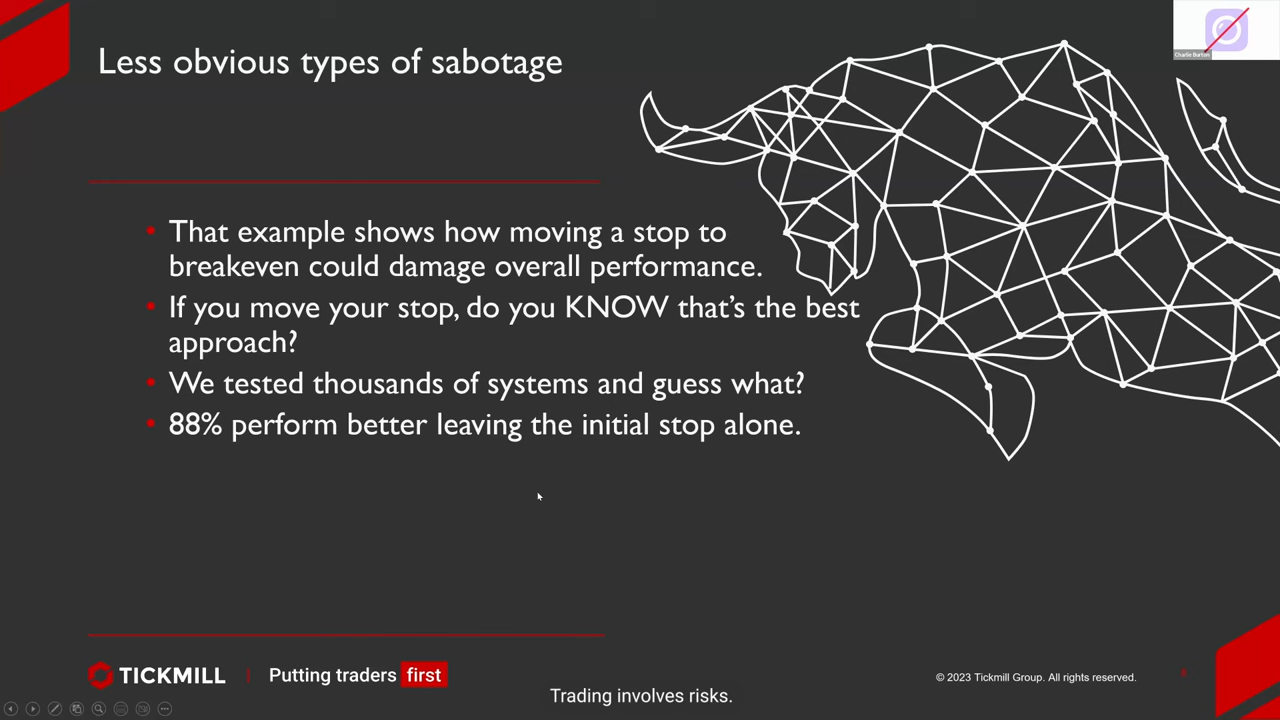 Less obvious types of sabotage
Charlie Burton
• That example shows how moving a stop to
breakeven could damage overall performance.
• If you move your stop, do you KNOW that’s the best
approach?
• We tested thousands of systems and guess what?
• 88% perform better leaving the initial stop alone.
TICKMILL | Putting traders first
© 2023 Tickmill Group. All rights reserved.
Trading involves risks.